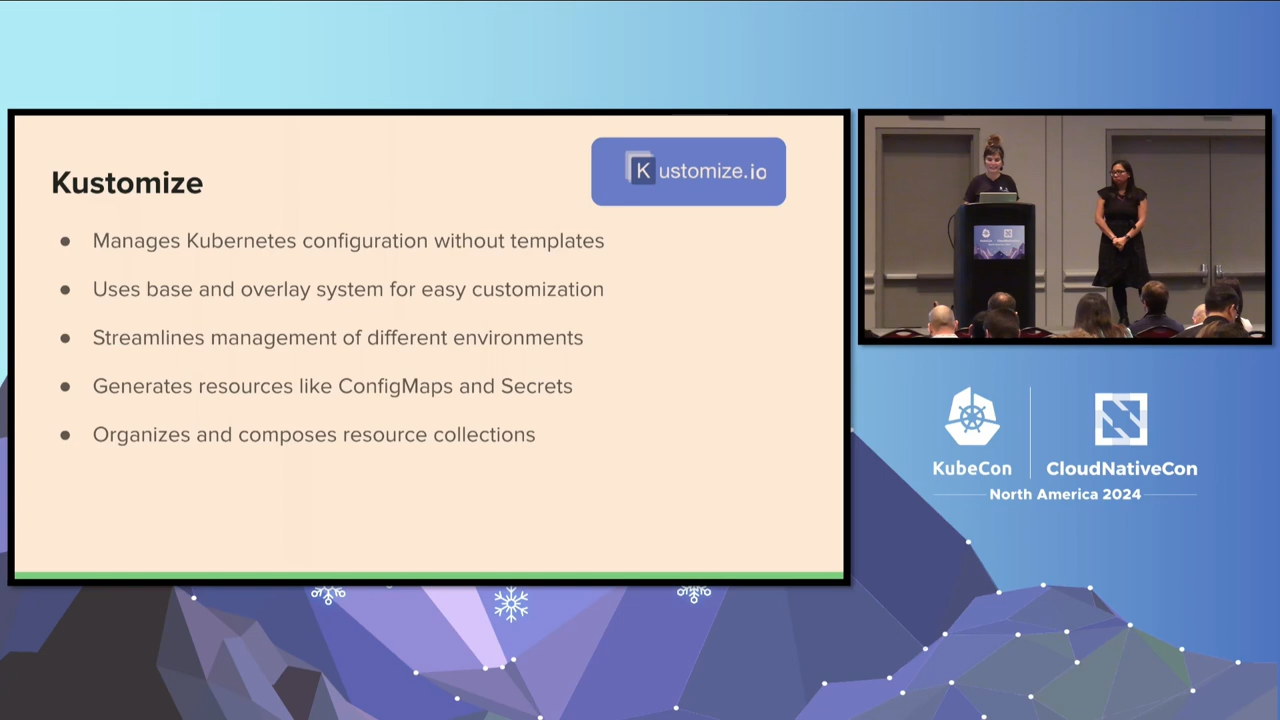 Kustomize
Kustomize.io
● Manages Kubernetes configuration without templates
● Uses base and overlay system for easy customization
● Streamlines management of different environments
● Generates resources like ConfigMaps and Secrets
● Organizes and composes resource collections
KubeCon
CloudNativeCon
North America 2024